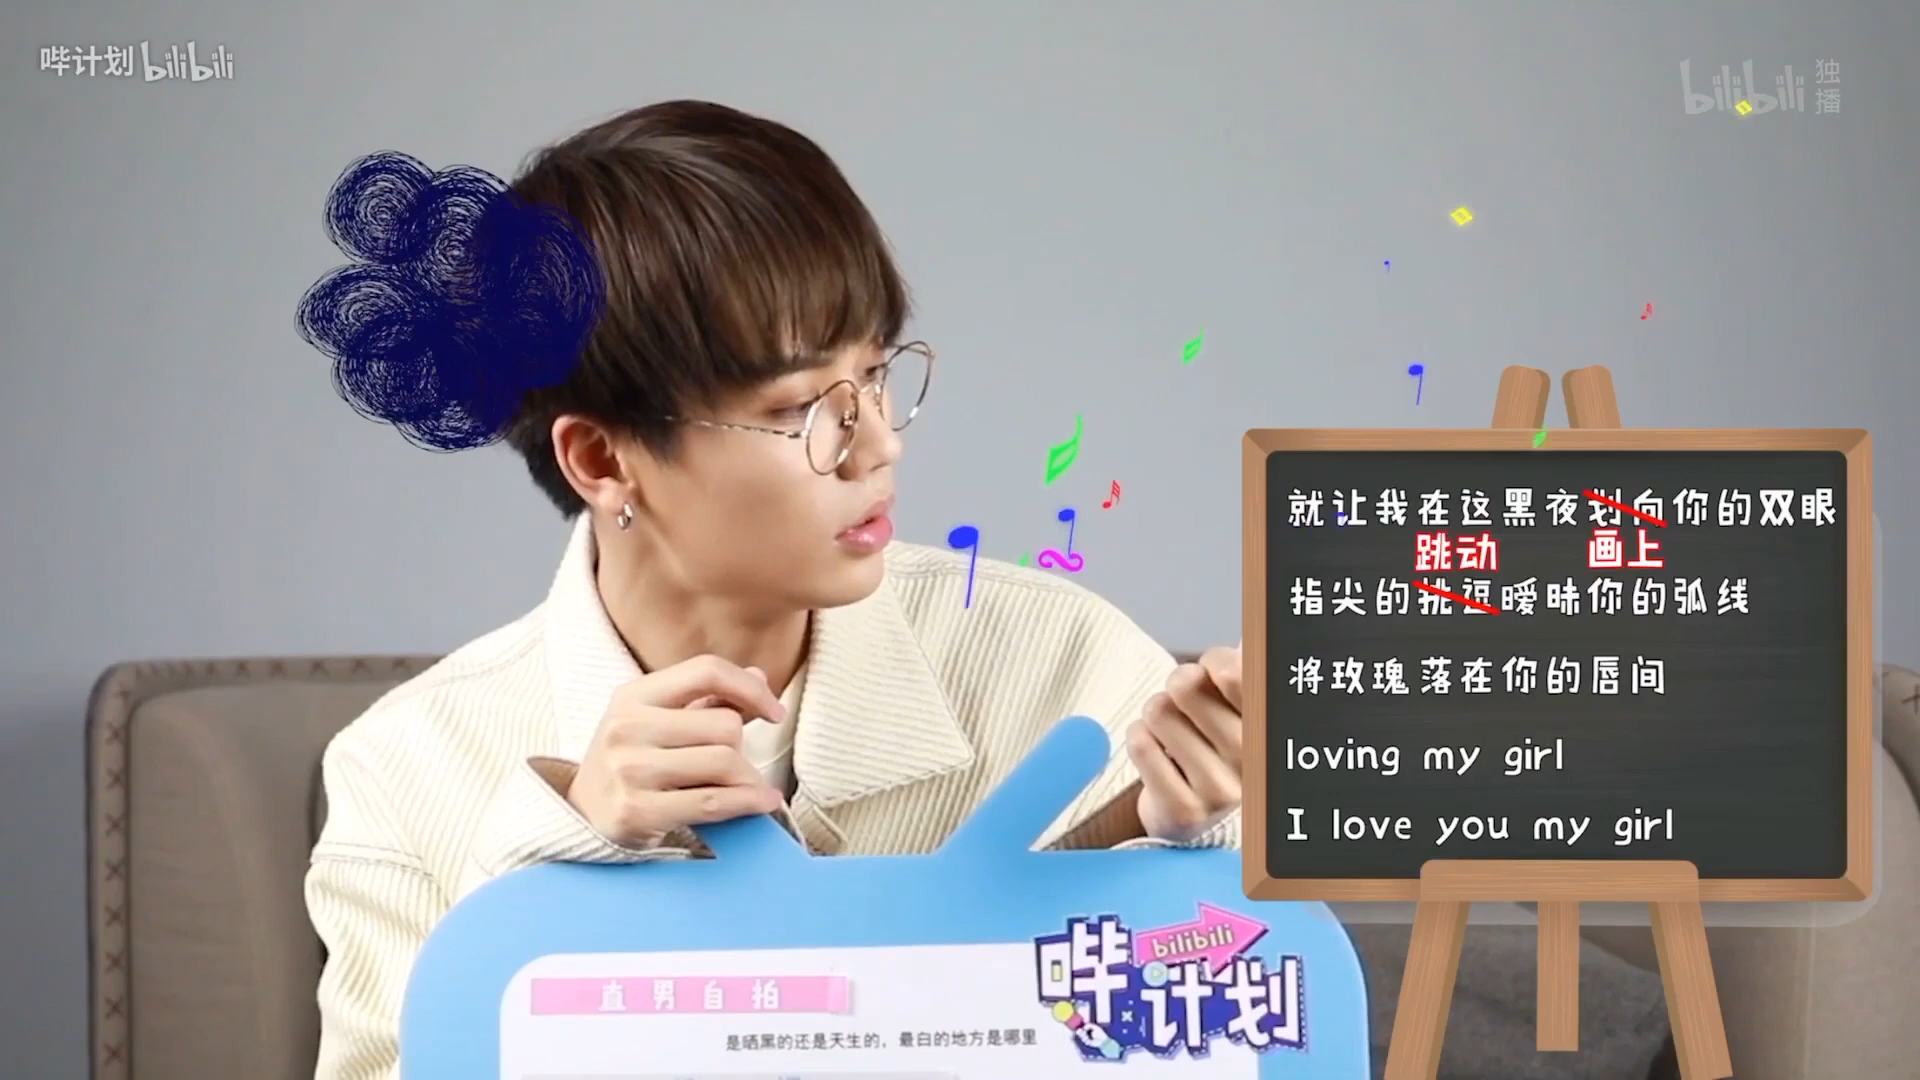 哔计划 bilibili
bilibili 独播
就让我在这黑夜划向你的双眼
跳动 画上
指尖的挑逗暧昧你的弧线
将玫瑰落在你的唇间
loving my girl
I love you my girl
bilibili
哔计划
直男自拍
是晒黑的还是天生的，最白的地方是哪里